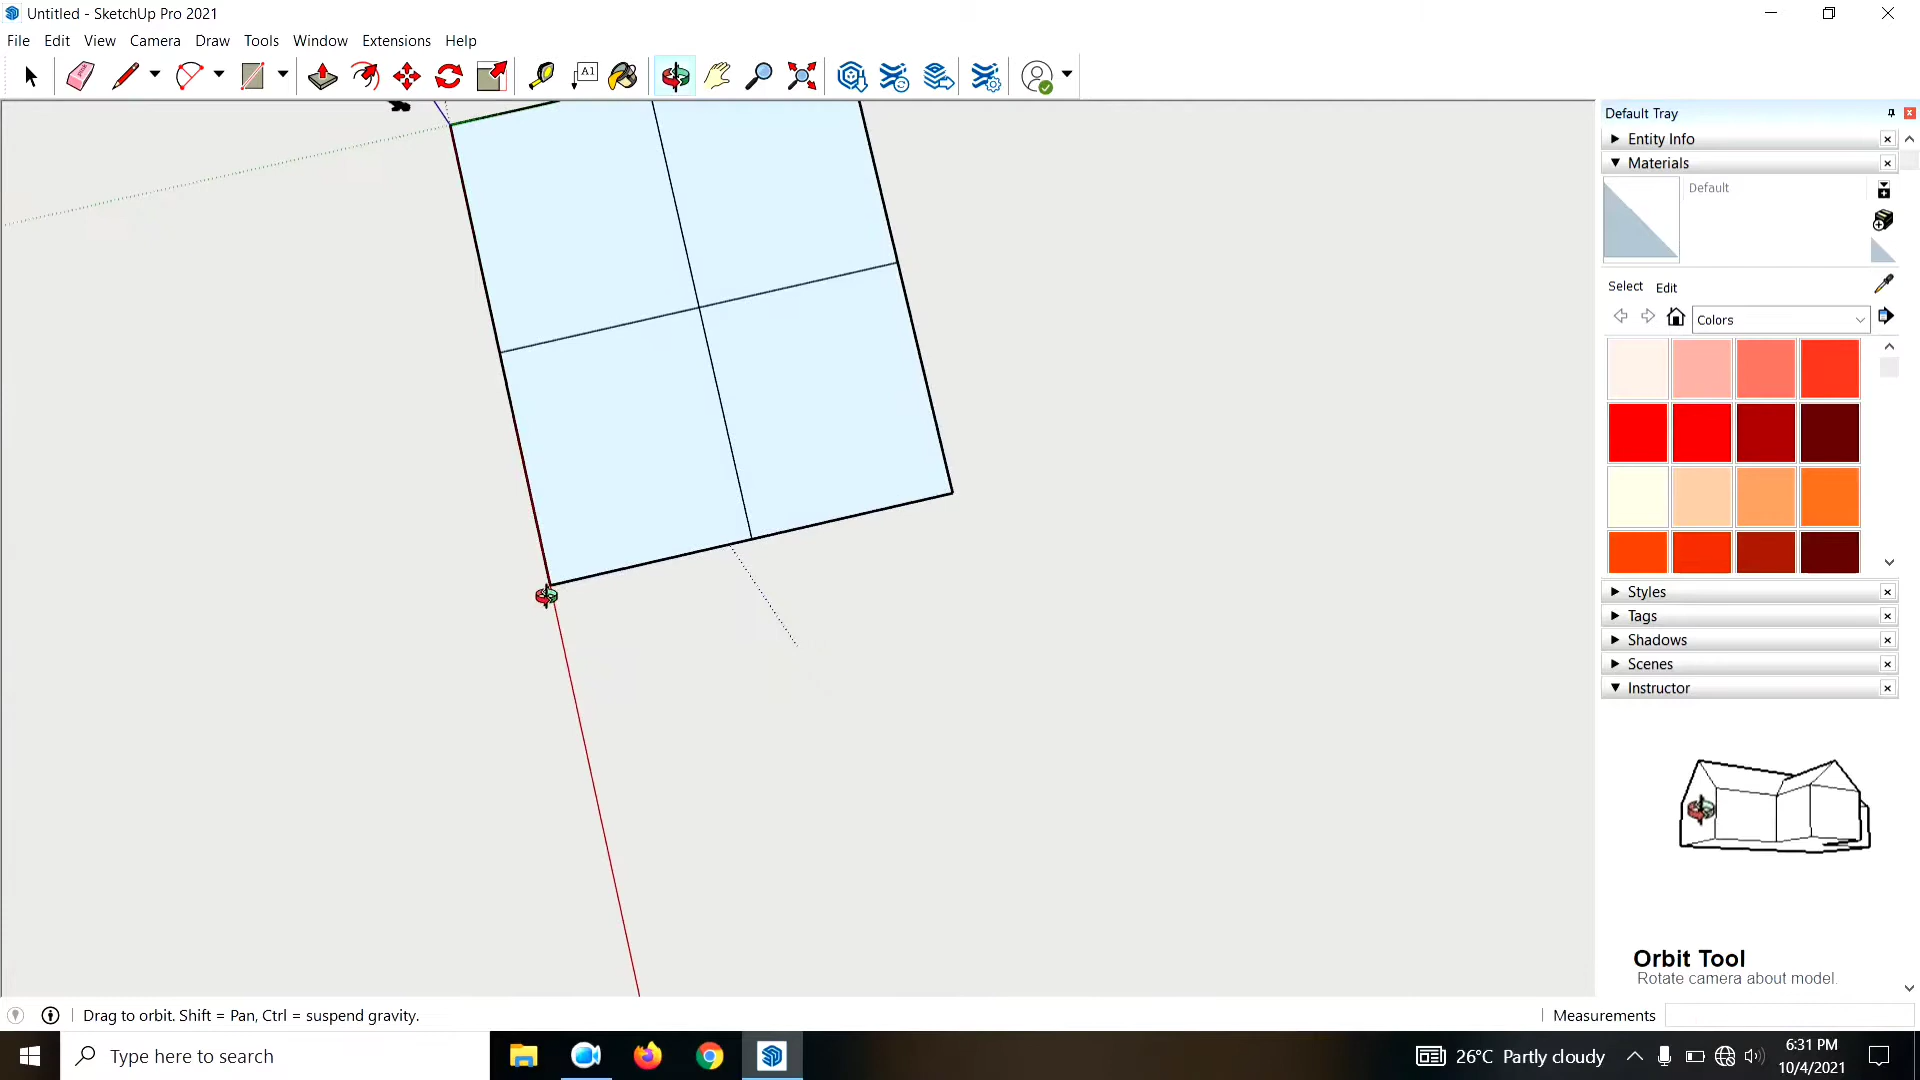 Untitled - SketchUp Pro 2021
File Edit View Camera Draw Tools Window Extensions Help
A1
Default Tray
Entity Info
Materials
Default
Select Edit
Colors
Styles
Tags
Shadows
Scenes
Instructor
Orbit Tool
Rotate camera about model.
Drag to orbit. Shift = Pan, Ctrl = suspend gravity.
Measurements
Type here to search
26°C Partly cloudy
6:31 PM
10/4/2021